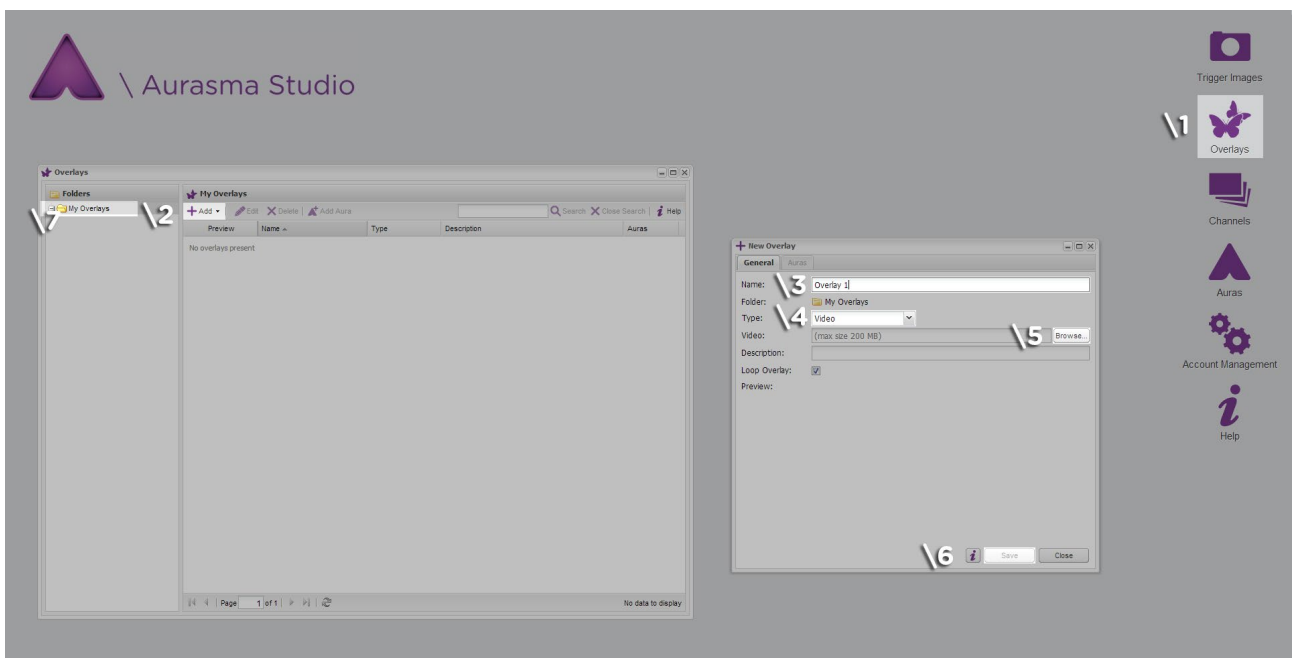 \ Aurasma Studio
Trigger Images
\1
Overlays
Channels
Auras
Account Management
Help
Overlays
Folders
\7
My Overlays
My Overlays
\2
Add
Edit
Delete
Add Aura
Search
Close Search
Help
Preview
Name
Type
Description
Auras
No overlays present
Page 1 of 1
No data to display
New Overlay
General
Auras
Name: \3 Overlay 1
Folder: My Overlays
Type: \4 Video
Video: (max size 200 MB) \5 Browse...
Description:
Loop Overlay:
Preview:
\6 i Save Close